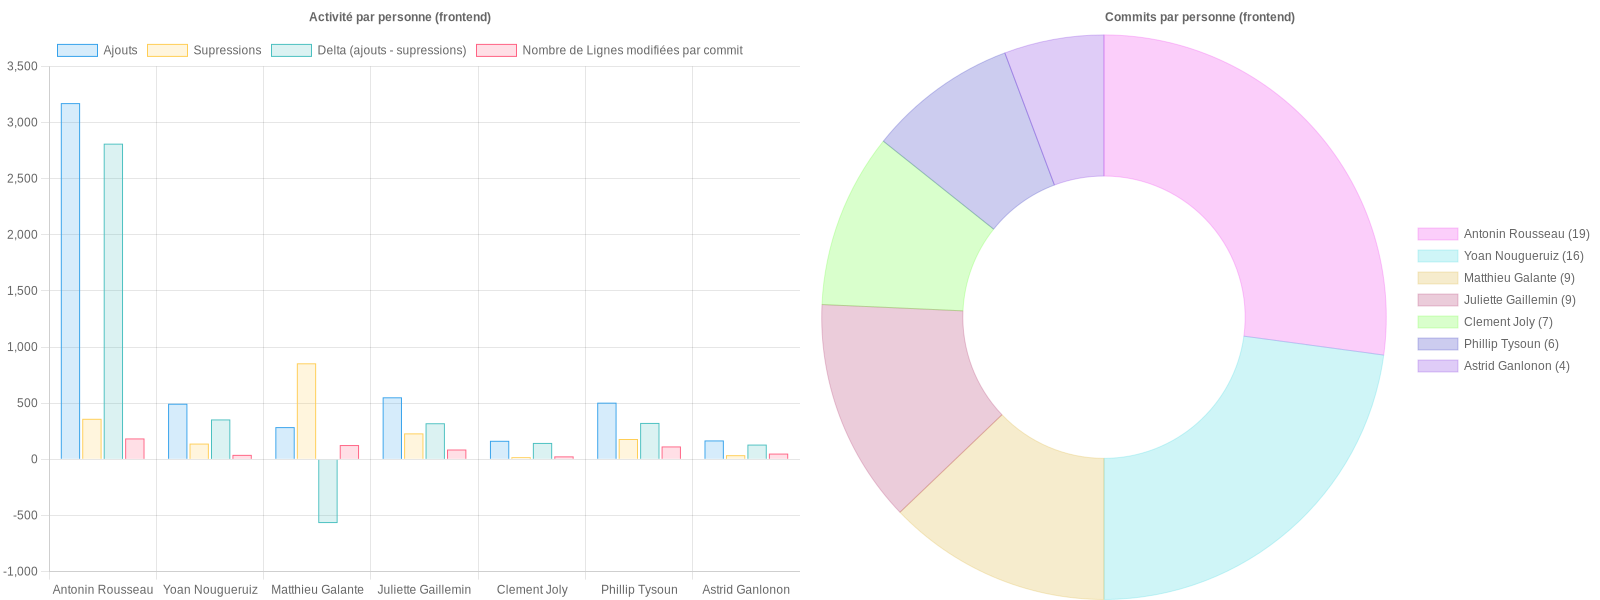 Activité par personne (frontend)
Ajouts Supressions Delta (ajouts - supressions) Nombre de Lignes modifiées par commit
3,500
3,000
2,500
2,000
1,500
1,000
500
0
-500
-1,000
Antonin Rousseau Yoan Nougueruiz Matthieu Galante Juliette Gaillemin Clement Joly Phillip Tysoun Astrid Ganlonon
Commits par personne (frontend)
Antonin Rousseau (19)
Yoan Nougueruiz (16)
Matthieu Galante (9)
Juliette Gaillemin (9)
Clement Joly (7)
Phillip Tysoun (6)
Astrid Ganlonon (4)